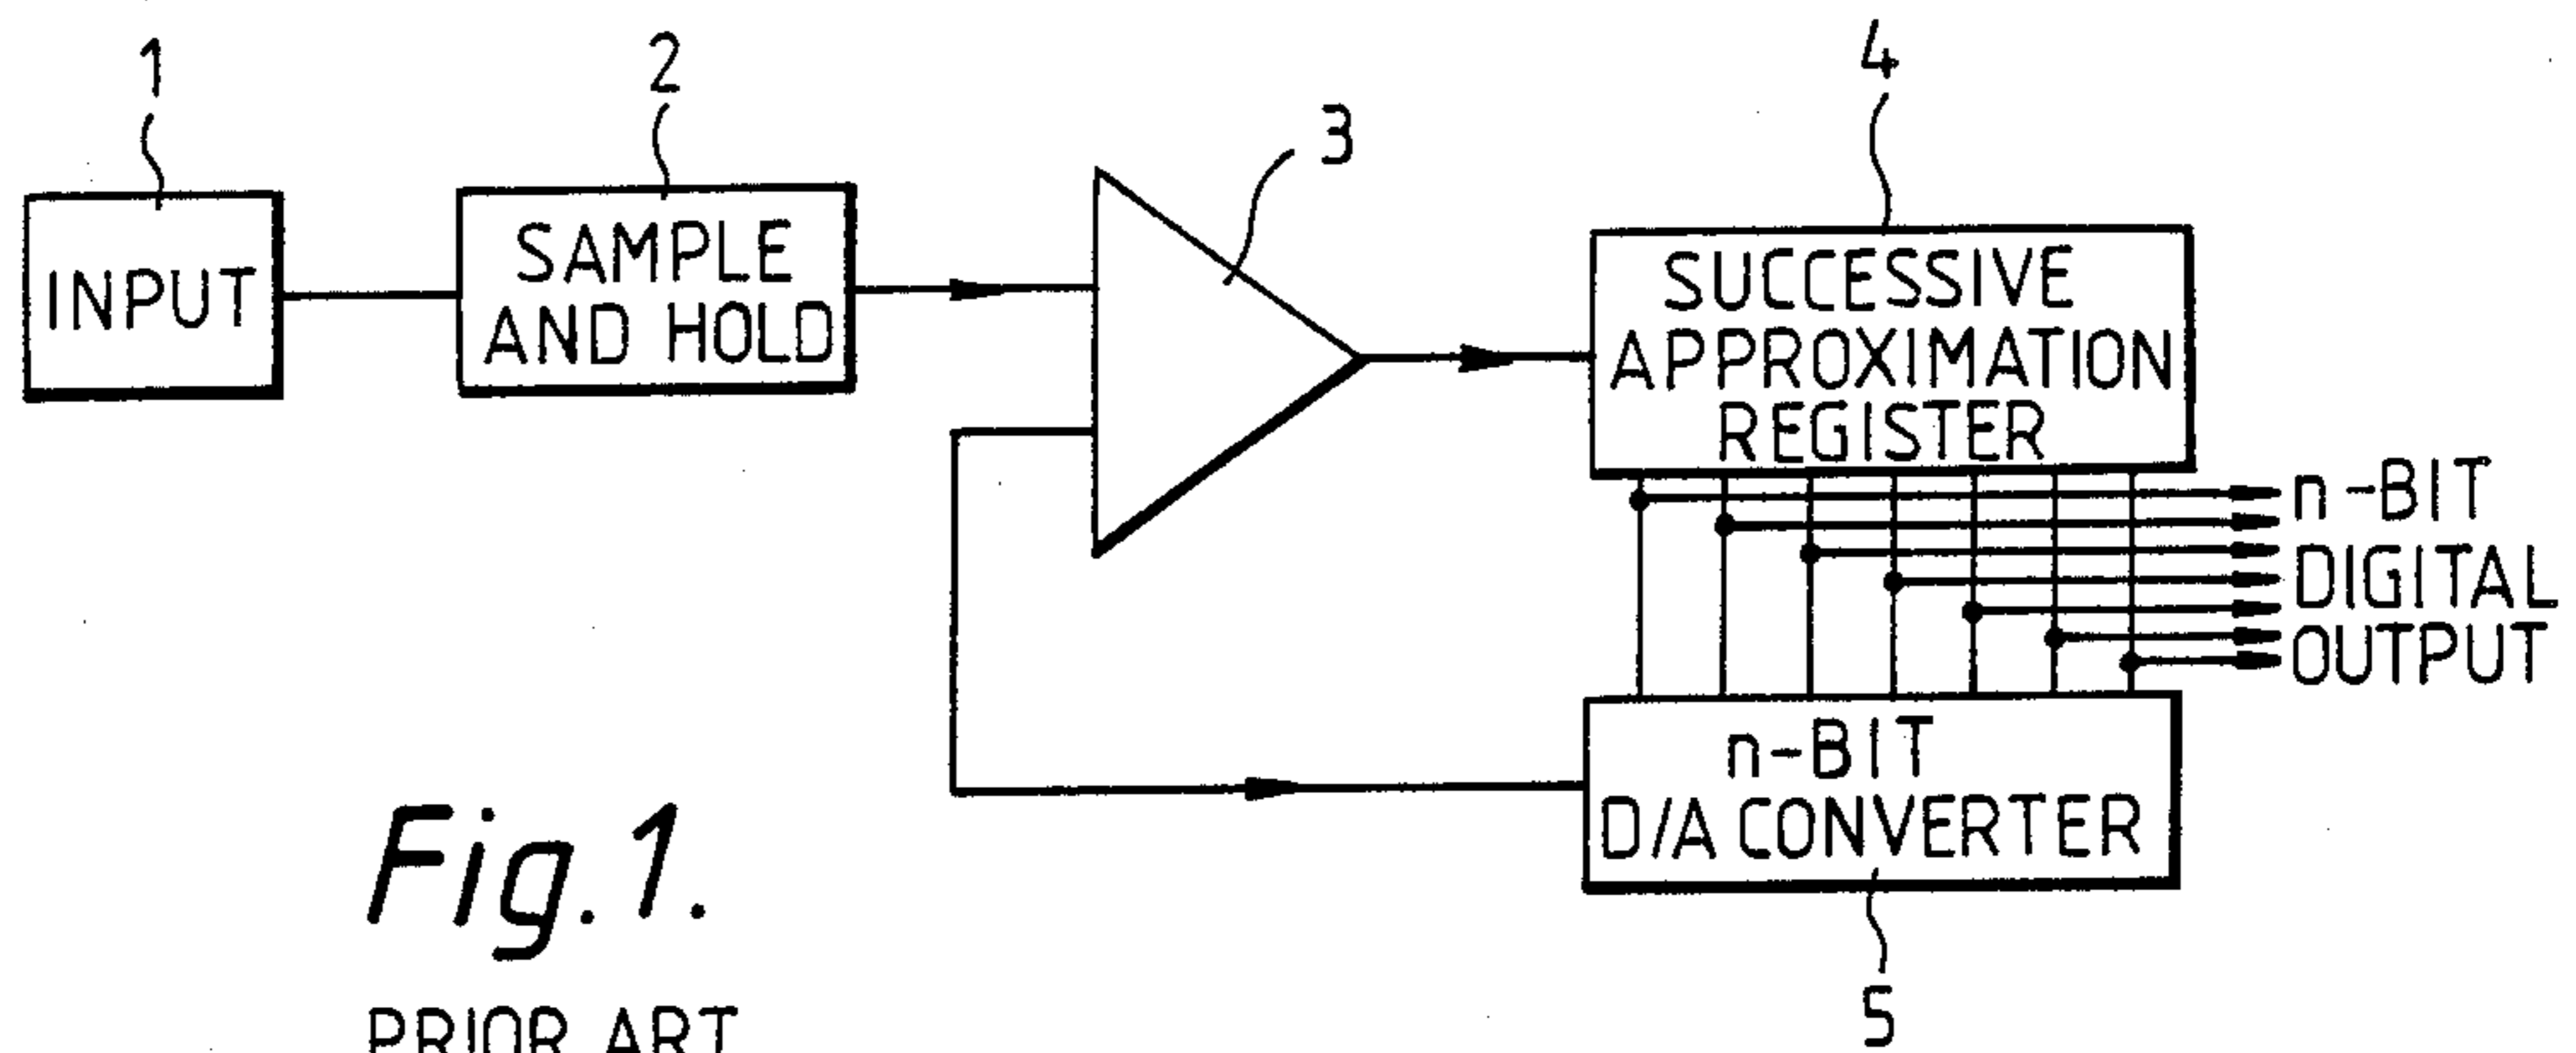 1
2
3
4
INPUT
SAMPLE
AND HOLD
SUCCESSIVE
APPROXIMATION
REGISTER
n-BIT
DIGITAL
OUTPUT
n-BIT
D/A CONVERTER
5
Fig.1.
PRIOR ART